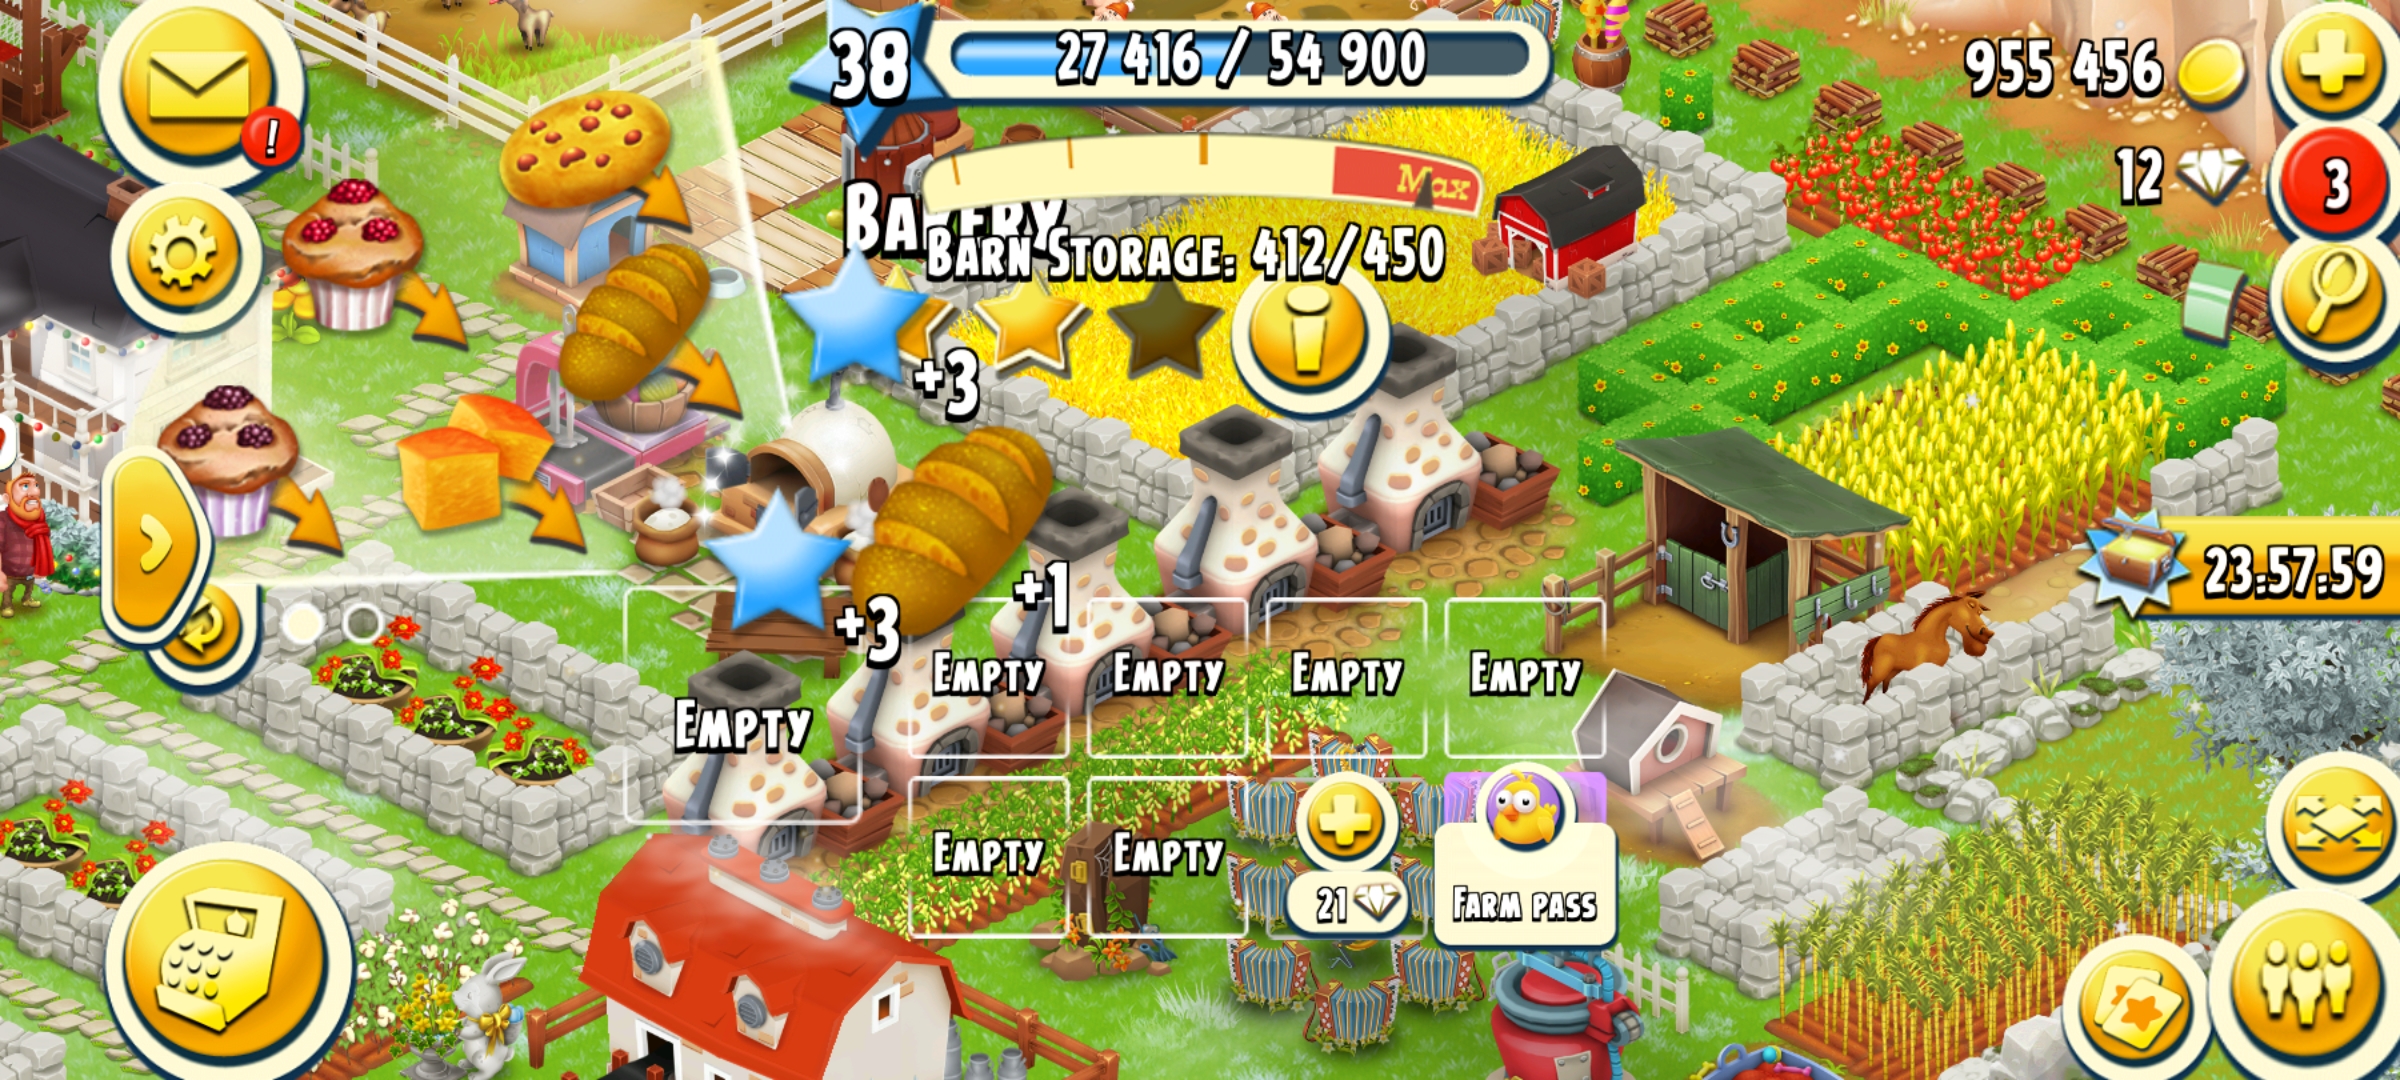 38
27 416 / 54 900
955 456
!
12
3
Max
BAKERY
BARN STORAGE: 412/450
+3
23:57:59
+1
+3
EMPTY
EMPTY
EMPTY
EMPTY
EMPTY
EMPTY
EMPTY
21
FARM PASS